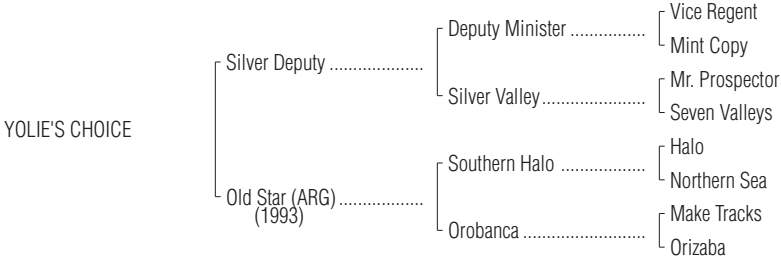 Vice Regent
Deputy Minister ................
Mint Copy
Silver Deputy ....................
Mr. Prospector
Silver Valley......................
Seven Valleys
YOLIE'S CHOICE
Halo
Southern Halo ..................
Northern Sea
Old Star (ARG)..................
(1993)
Make Tracks
Orobanca ..........................
Orizaba